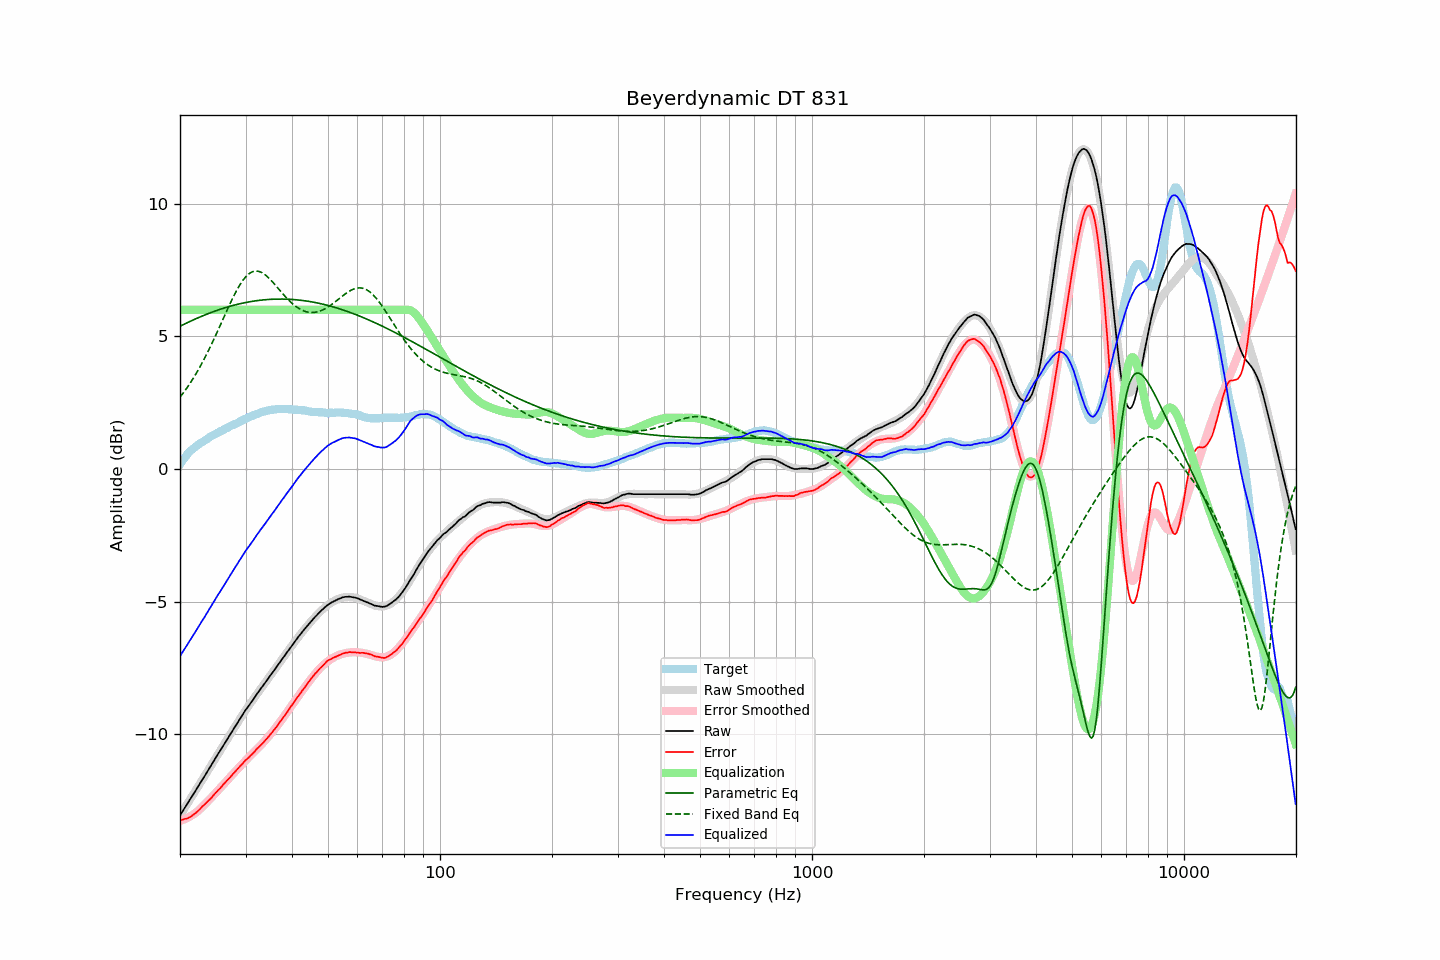 Beyerdynamic DT 831
Amplitude (dBr)
10
5
0
−5
−10
Target
Raw Smoothed
Error Smoothed
Raw
Error
Equalization
Parametric Eq
Fixed Band Eq
Equalized
100
1000
10000
Frequency (Hz)